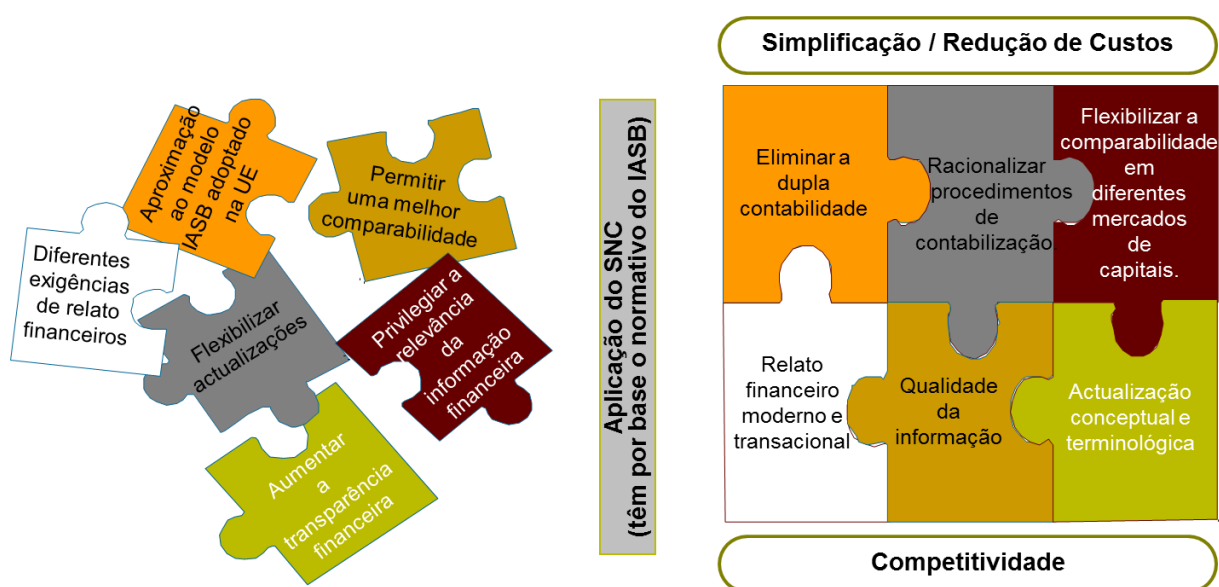 Aproximação
ao modelo
IASB adoptado
na UE
Permitir
uma melhor
comparabilidade
Diferentes
exigências
de relato
financeiros
Flexibilizar
actualizações
Privilegiar a
relevância
da
informação
financeira
Aumentar
a
transparência
financeira
Aplicação do SNC
(têm por base o normativo do IASB)
Simplificação / Redução de Custos
Eliminar a
dupla
contabilidade
Racionalizar
procedimentos
de
contabilização.
Flexibilizar a
comparabilidade
em
diferentes
mercados
de
capitais.
Relato
financeiro
moderno e
transacional
Qualidade
da
informação
Actualização
conceptual e
terminológica
Competitividade